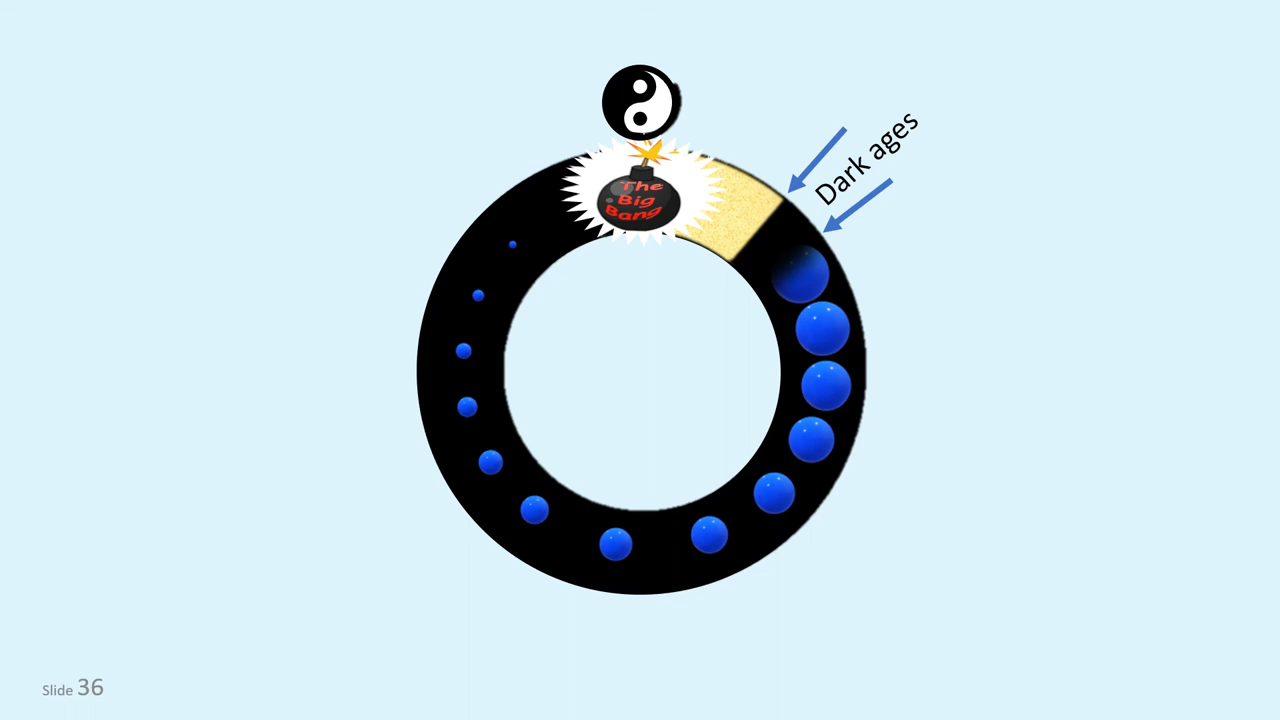 Dark ages
The
Big
Bang
Slide 36